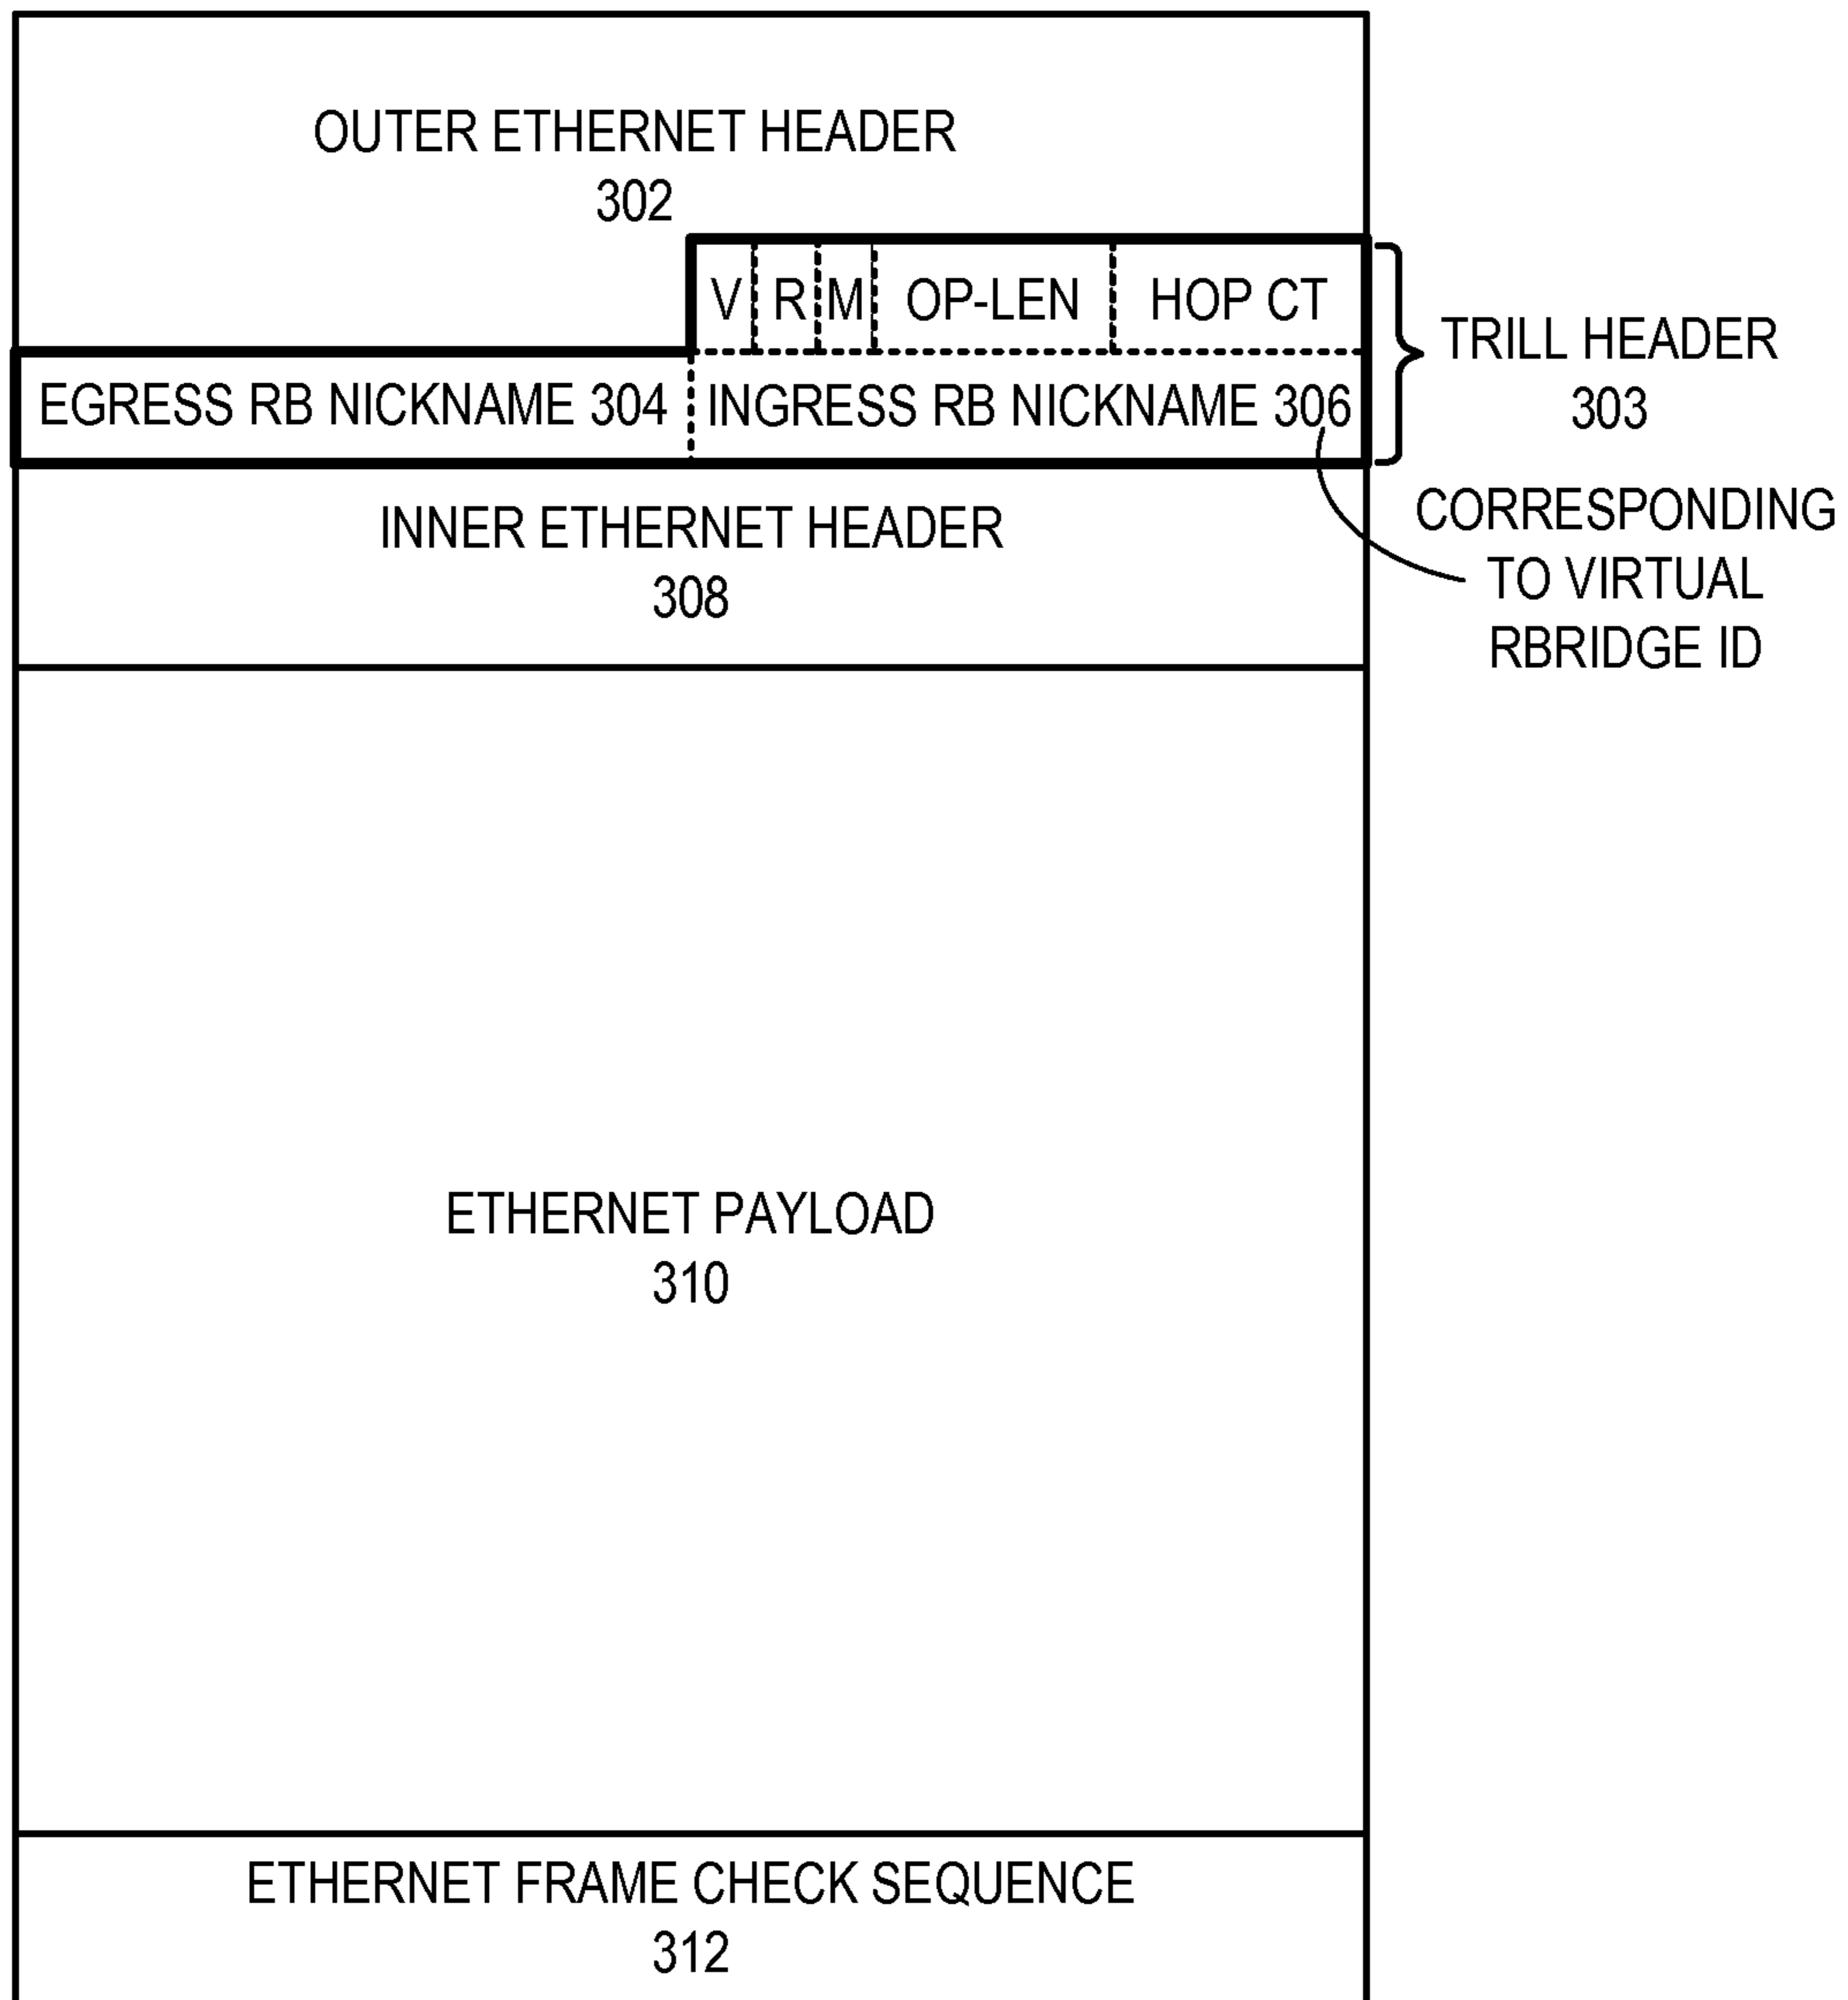 OUTER ETHERNET HEADER
302
V R M OP-LEN HOP CT
TRILL HEADER
303
EGRESS RB NICKNAME 304 INGRESS RB NICKNAME 306
CORRESPONDING
TO VIRTUAL
RBRIDGE ID
INNER ETHERNET HEADER
308
ETHERNET PAYLOAD
310
ETHERNET FRAME CHECK SEQUENCE
312